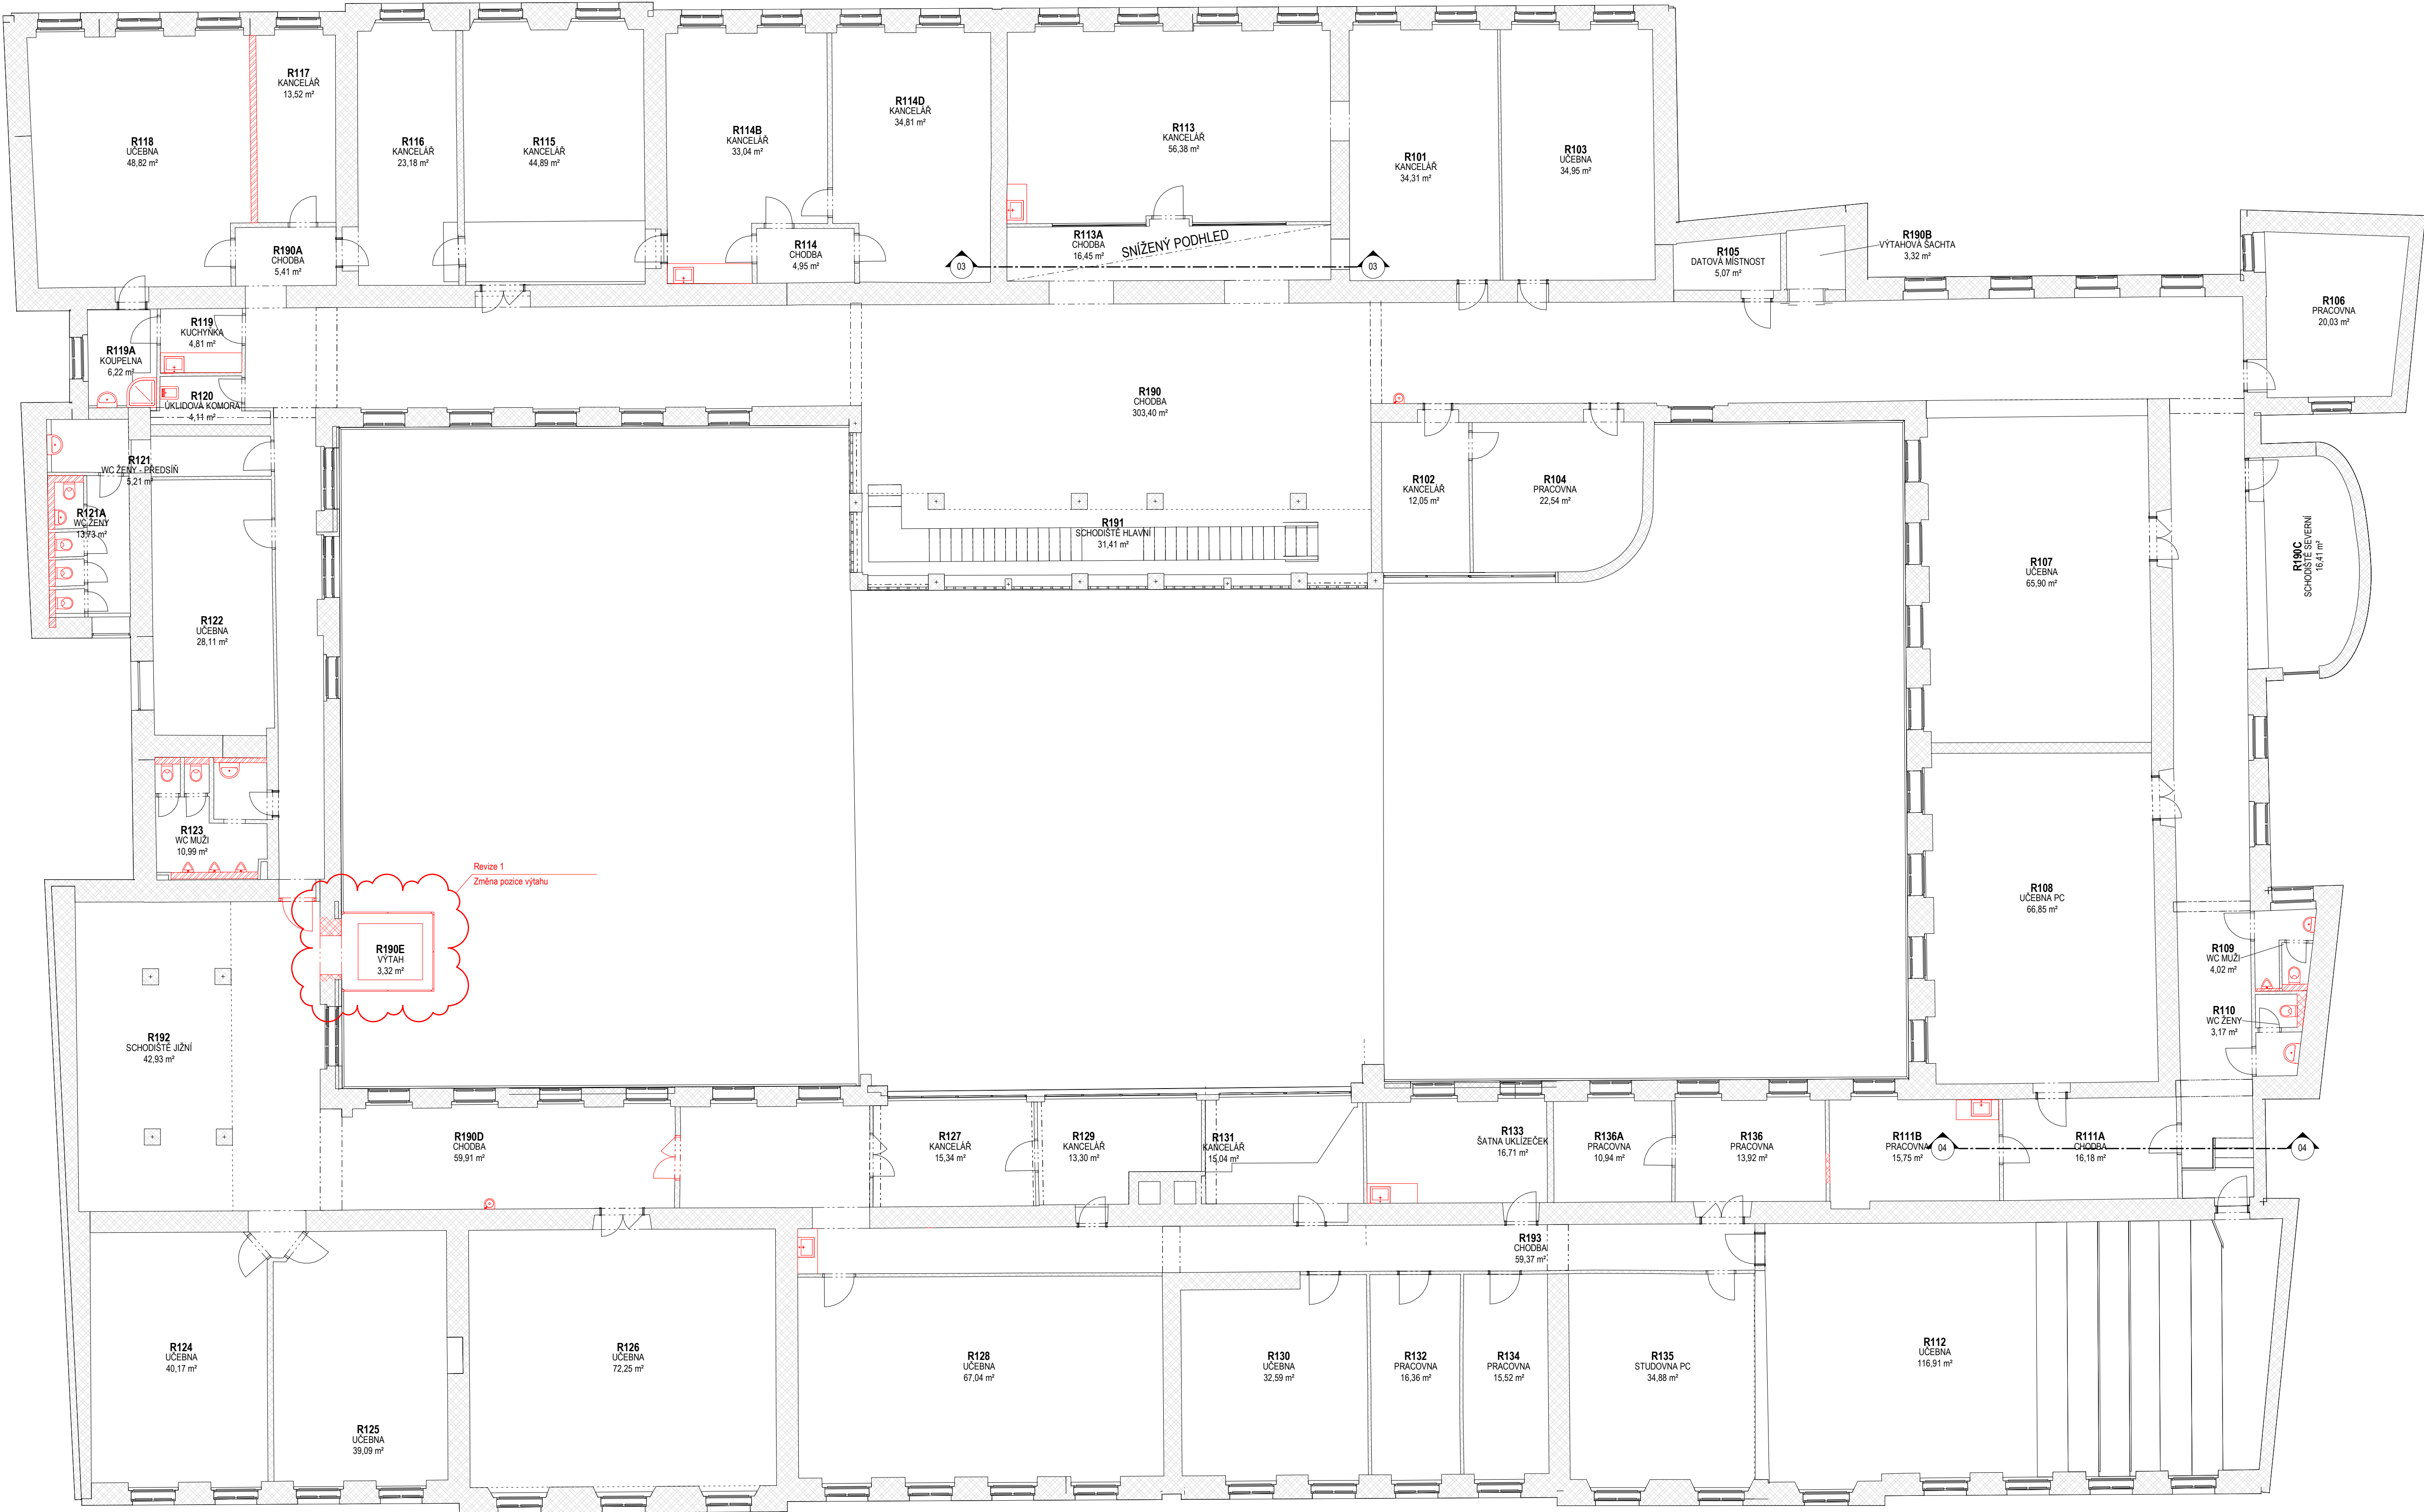 R117
KANCELÁŘ
13,52 m²
R118
UČEBNA
48,82 m²
R116
KANCELÁŘ
23,18 m²
R115
KANCELÁŘ
44,89 m²
R114B
KANCELÁŘ
33,04 m²
R114D
KANCELÁŘ
34,81 m²
R113
KANCELÁŘ
56,38 m²
R101
KANCELÁŘ
34,31 m²
R103
UČEBNA
34,95 m²
R190A
CHODBA
5,41 m²
R114
CHODBA
4,95 m²
R113A
CHODBA
16,45 m²
SNÍŽENÝ PODHLED
03
03
R105
DATOVÁ MÍSTNOST
5,07 m²
R190B
VÝTAHOVÁ ŠACHTA
3,32 m²
R106
PRACOVNA
20,03 m²
R119
KUCHYŇKA
4,81 m²
R119A
KOUPELNA
6,22 m²
R120
ÚKLIDOVÁ KOMORA
4,11 m²
R190
CHODBA
303,40 m²
R121
WC ŽENY - PŘEDSÍŇ
5,21 m²
R121A
WC ŽENY
13,73 m²
R102
KANCELÁŘ
12,05 m²
R104
PRACOVNA
22,54 m²
R191
SCHODIŠTĚ HLAVNÍ
31,41 m²
R107
UČEBNA
65,90 m²
R190C
SCHODIŠTĚ SEVERNÍ
16,41 m²
R122
UČEBNA
28,11 m²
R123
WC MUŽI
10,99 m²
Revize 1
Změna pozice výtahu
R108
UČEBNA PC
66,85 m²
R190E
VÝTAH
3,32 m²
R109
WC MUŽI
4,02 m²
R110
WC ŽENY
3,17 m²
R192
SCHODIŠTĚ JIŽNÍ
42,93 m²
R190D
CHODBA
59,91 m²
R127
KANCELÁŘ
15,34 m²
R129
KANCELÁŘ
13,30 m²
R131
KANCELÁŘ
15,04 m²
R133
ŠATNA UKLÍZEČEK
16,71 m²
R136A
PRACOVNA
10,94 m²
R136
PRACOVNA
13,92 m²
R111B
PRACOVNA
15,75 m²
04
R111A
CHODBA
16,18 m²
04
R193
CHODBA
59,37 m²
R124
UČEBNA
40,17 m²
R125
UČEBNA
39,09 m²
R126
UČEBNA
72,25 m²
R128
UČEBNA
67,04 m²
R130
UČEBNA
32,59 m²
R132
PRACOVNA
16,36 m²
R134
PRACOVNA
15,52 m²
R135
STUDOVNA PC
34,88 m²
R112
UČEBNA
116,91 m²